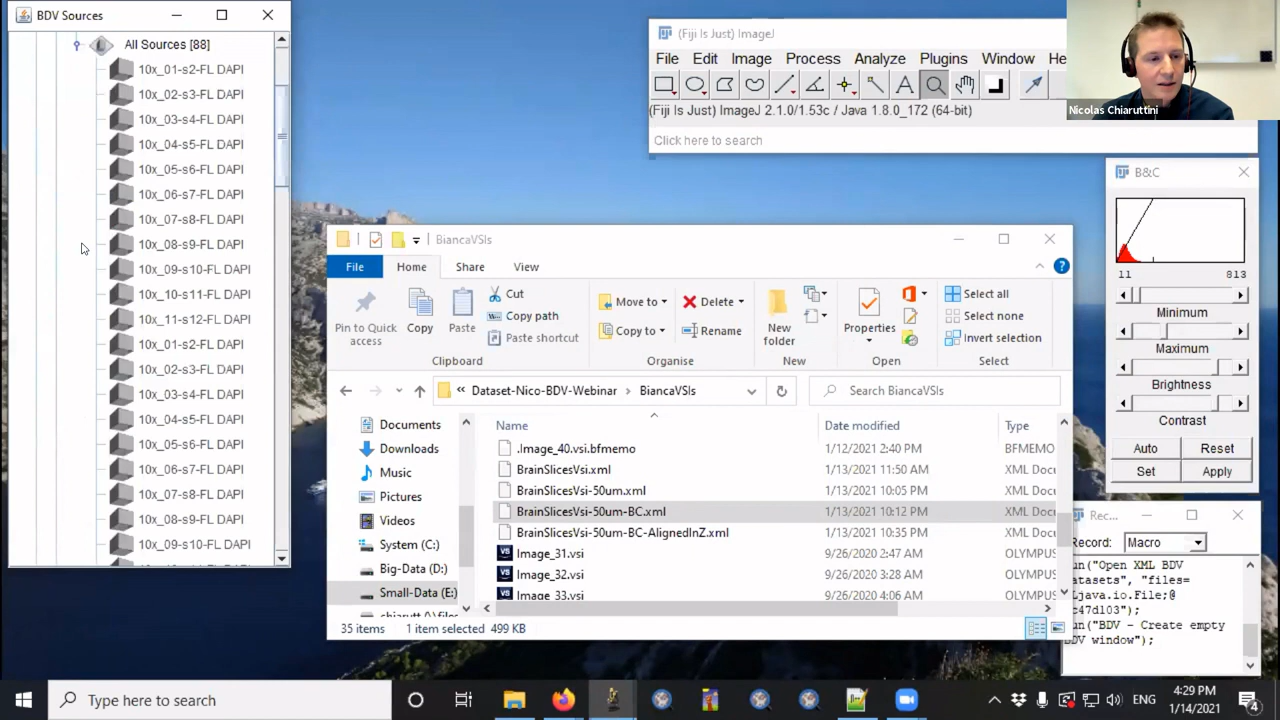 BDV Sources
All Sources [88]
10x_01-s2-FL DAPI
10x_02-s3-FL DAPI
10x_03-s4-FL DAPI
10x_04-s5-FL DAPI
10x_05-s6-FL DAPI
10x_06-s7-FL DAPI
10x_07-s8-FL DAPI
10x_08-s9-FL DAPI
10x_09-s10-FL DAPI
10x_10-s11-FL DAPI
10x_11-s12-FL DAPI
10x_01-s2-FL DAPI
10x_02-s3-FL DAPI
10x_03-s4-FL DAPI
10x_04-s5-FL DAPI
10x_05-s6-FL DAPI
10x_06-s7-FL DAPI
10x_07-s8-FL DAPI
10x_08-s9-FL DAPI
10x_09-s10-FL DAPI
(Fiji Is Just) ImageJ
File Edit Image Process Analyze Plugins Window He
(Fiji Is Just) ImageJ 2.1.0/1.53c / Java 1.8.0_172 (64-bit)
Click here to search
Nicolas Chiaruttini
BiancaVSIs
File Home Share View
Pin to Quick access
Copy
Paste
Cut
Copy path
Paste shortcut
Clipboard
Move to
Copy to
Delete
Rename
Organise
New folder
New
Properties
Open
Select all
Select none
Invert selection
Select
« Dataset-Nico-BDV-Webinar › BiancaVSIs
Search BiancaVSIs
Documents
Downloads
Music
Pictures
Videos
System (C:)
Big-Data (D:)
Small-Data (E:)
Name Date modified Type
.Image_40.vsi.bfmemo 1/12/2021 2:40 PM BFMEMO
BrainSlicesVsi.xml 1/13/2021 11:50 AM XML Doc
BrainSlicesVsi-50um.xml 1/13/2021 10:05 PM XML Doc
BrainSlicesVsi-50um-BC.xml 1/13/2021 10:12 PM XML Doc
BrainSlicesVsi-50um-BC-AlignedInZ.xml 1/13/2021 10:35 PM XML Doc
Image_31.vsi 9/26/2020 2:47 AM OLYMPUS
Image_32.vsi 9/26/2020 3:28 AM OLYMPUS
Image_33.vsi 9/26/2020 4:06 AM OLYMPUS
35 items 1 item selected 499 KB
B&C
11 813
Minimum
Maximum
Brightness
Contrast
Auto Reset
Set Apply
Rec...
Record: Macro
un("Open XML BDV
atasets", "files=
Ljava.io.File;@
c47d103");
un("BDV - Create empty
BDV window");
Type here to search
ENG
4:29 PM
1/14/2021
4